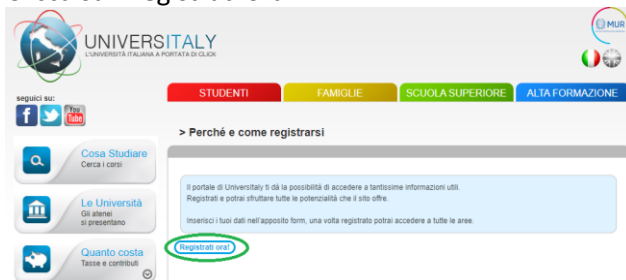 UNIVERSITALY
L'UNIVERSITÀ ITALIANA A PORTATA DI CLICK
MUR
seguici su:
You Tube
STUDENTI
FAMIGLIE
SCUOLA SUPERIORE
ALTA FORMAZIONE
> Perché e come registrarsi
Cosa Studiare
Cerca i corsi
Le Università
Gli atenei
si presentano
Quanto costa
Tasse e contributi
Il portale di Universitaly ti dà la possibilità di accedere a tantissime informazioni utili.
Registrati e potrai sfruttare tutte le potenzialità che il sito offre.
Inserisci i tuoi dati nell'apposito form, una volta registrato potrai accedere a tutte le aree.
Registrati ora!